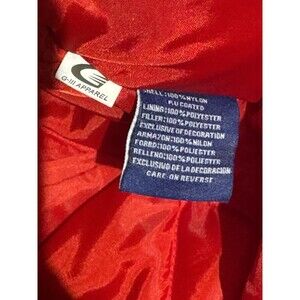 G
G-III APPAREL
SHELL:100%NYLON
P.U COATED
LINING:100%POLYESTER
FILLER:100%POLYESTER
EXCLUSIVE OF DECORATION
ARMAZON:100%NILON
FORRO:100%POLIESTER
RELLENO:100%POLIESTER
EXCLUSIVO DE LA DECORACION
CARE ON REVERSE